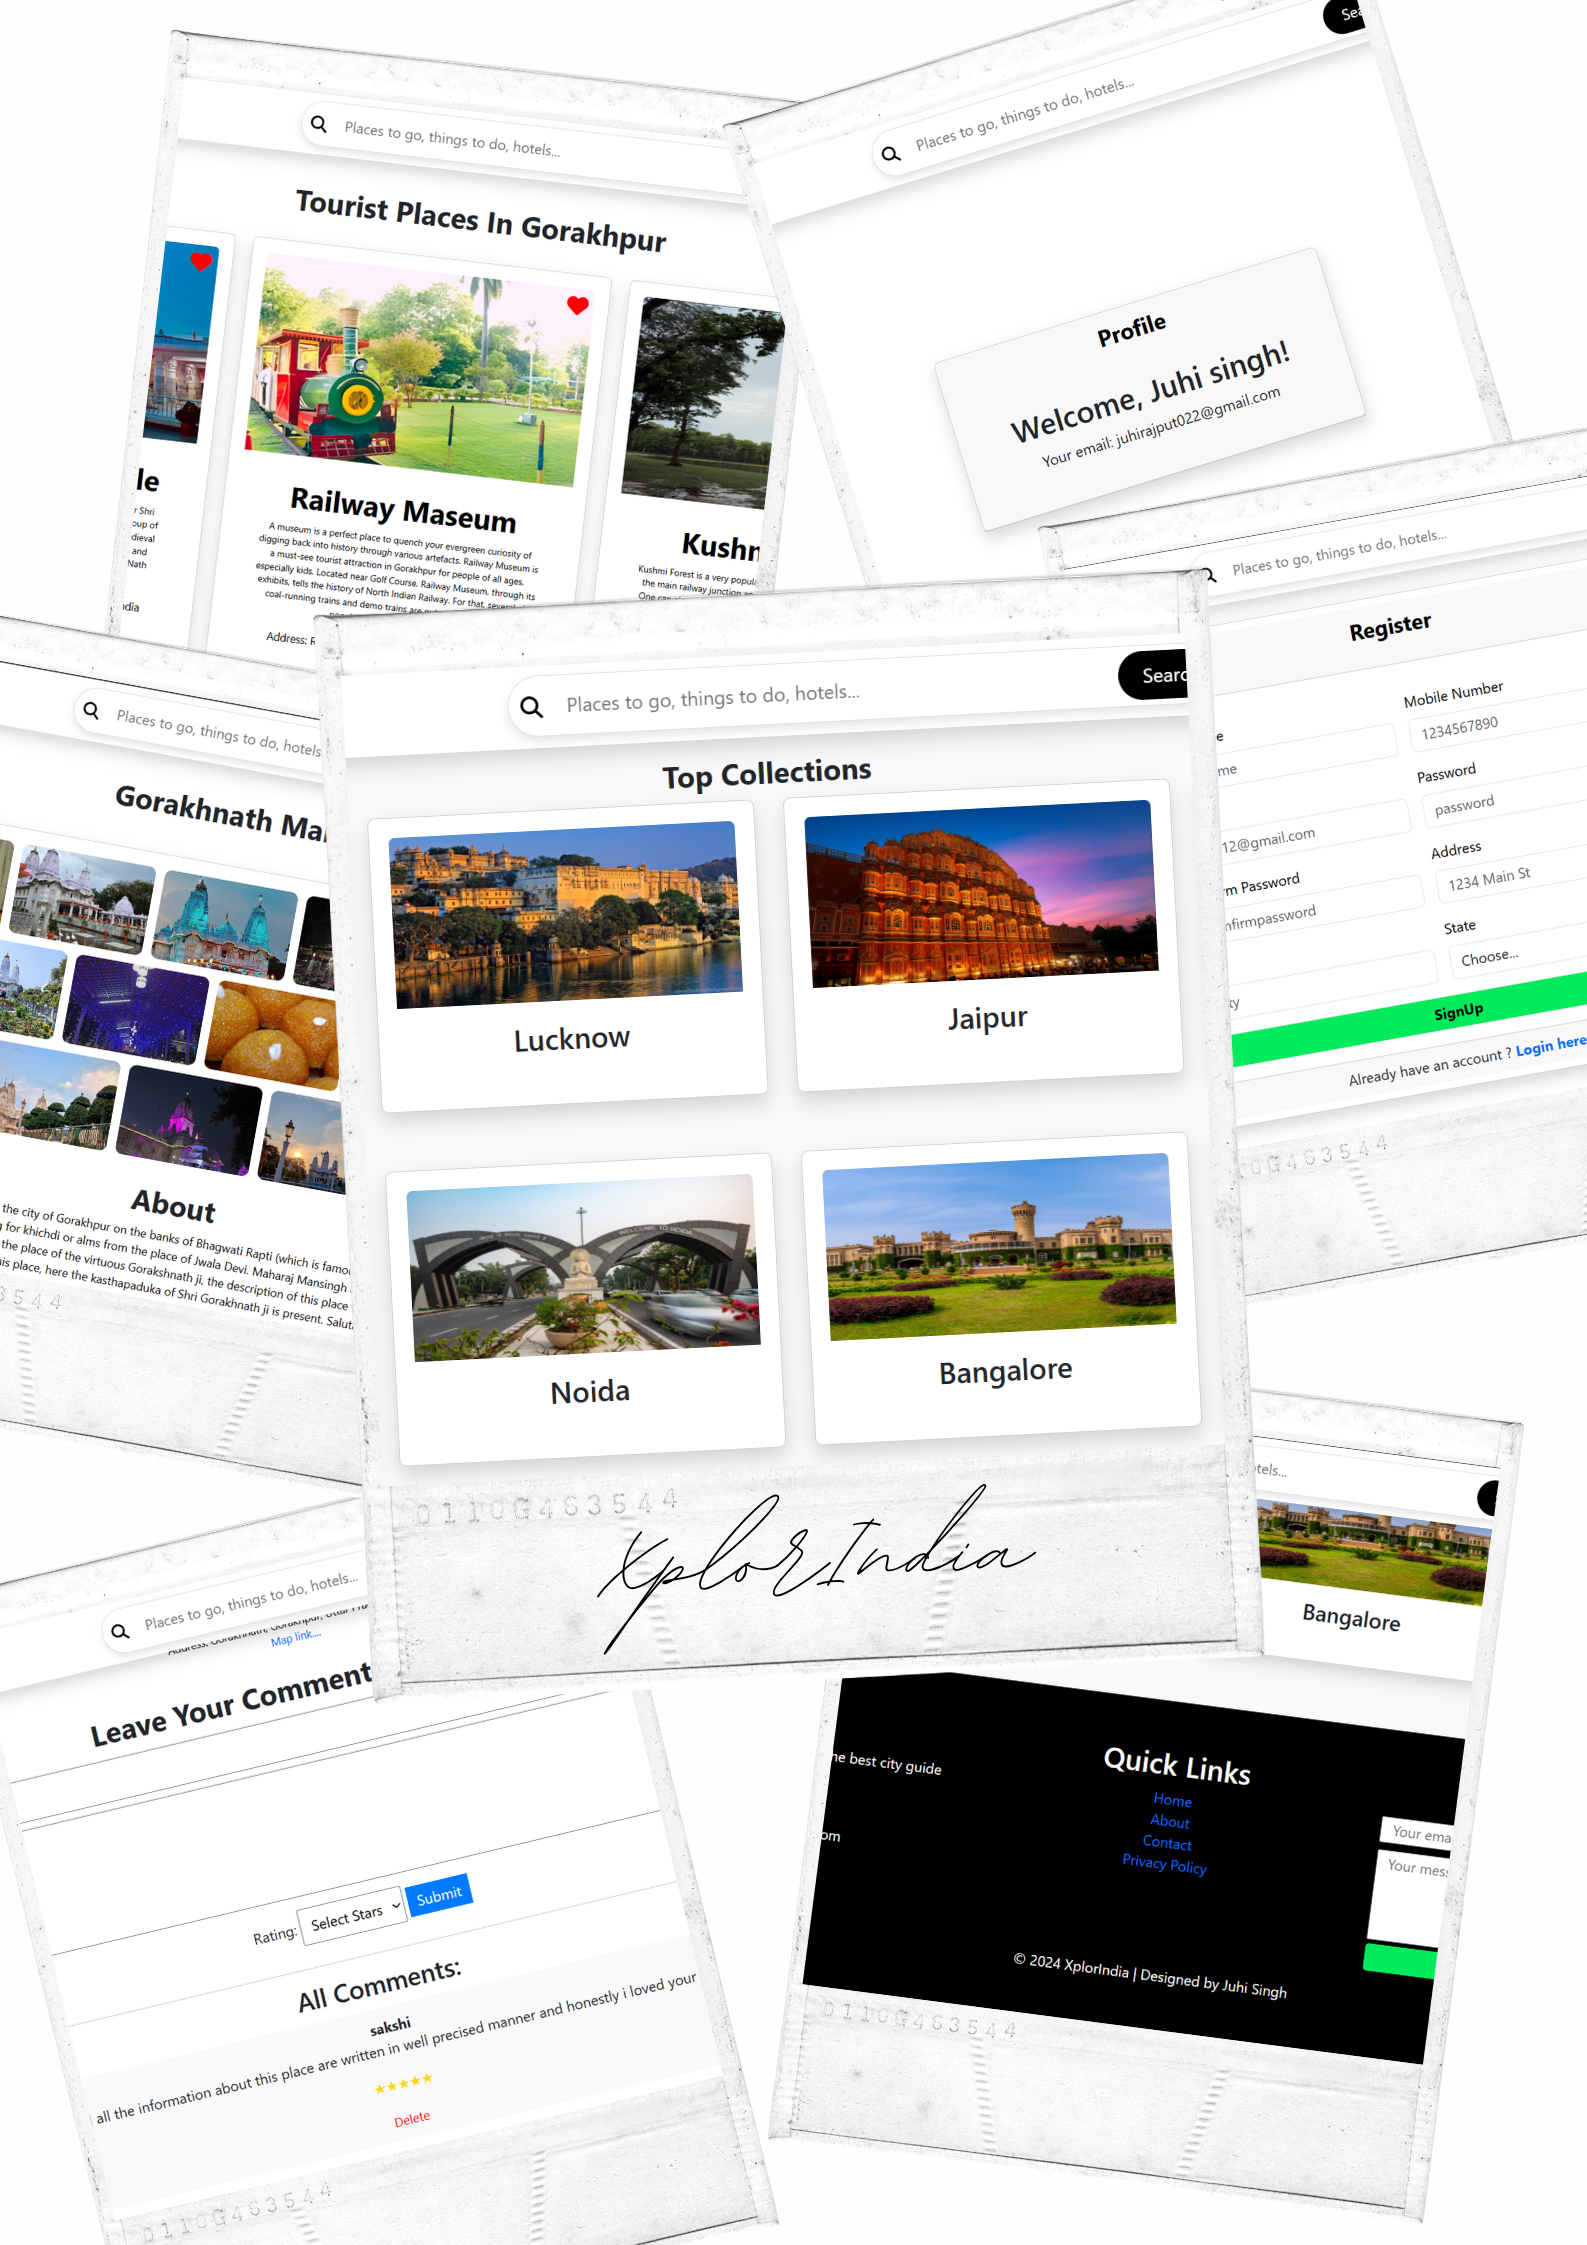 Places to go, things to do, hotels...
Tourist Places In Gorakhpur
Railway Maseum
A museum is a perfect place to quench your evergreen curiosity of
digging back into history through various artefacts. Railway Museum is
a must-see tourist attraction in Gorakhpur for people of all ages,
especially kids. Located near Golf Course, Railway Museum, through its
exhibits, tells the history of North Indian Railway. For that, several
coal-running trains and demo trains are
Address: R
le
r Shri
oup of
dieval
and
Nath
dia
Kushm
Kushmi Forest is a very popul
the main railway junction
One can
Sea
Places to go, things to do, hotels...
Profile
Welcome, Juhi singh!
Your email: juhirajput022@gmail.com
Places to go, things to do, hotels...
Register
Mobile Number
1234567890
e
me
Password
password
12@gmail.com
Address
1234 Main St
rm Password
nfirmpassword
State
Choose...
ty
SignUp
Already have an account ? Login here
0G463544
Places to go, things to do, hotels
Gorakhnath Ma
About
the city of Gorakhpur on the banks of Bhagwati Rapti (which is famo
g for khichdi or alms from the place of Jwala Devi. Maharaj Mansingh
the place of the virtuous Gorakshnath ji, the description of this place
is place, here the kasthapaduka of Shri Gorakhnath ji is present. Salut
3544
Places to go, things to do, hotels...
Searc
Top Collections
Lucknow
Jaipur
WELCOME TO NOIDA
Noida
Bangalore
0110G463544
XplorIndia
Places to go, things to do, hotels...
Address: Gorakhnath, Gorakhpur, Uttar Pra
Map link....
Leave Your Comment
Rating: Select Stars Submit
All Comments:
sakshi
all the information about this place are written in well precised manner and honestly i loved your
★★★★★
Delete
0110G463544
tels...
Bangalore
he best city guide
om
Quick Links
Home
About
Contact
Privacy Policy
Your ema
Your mess
© 2024 XplorIndia | Designed by Juhi Singh
0110G463544